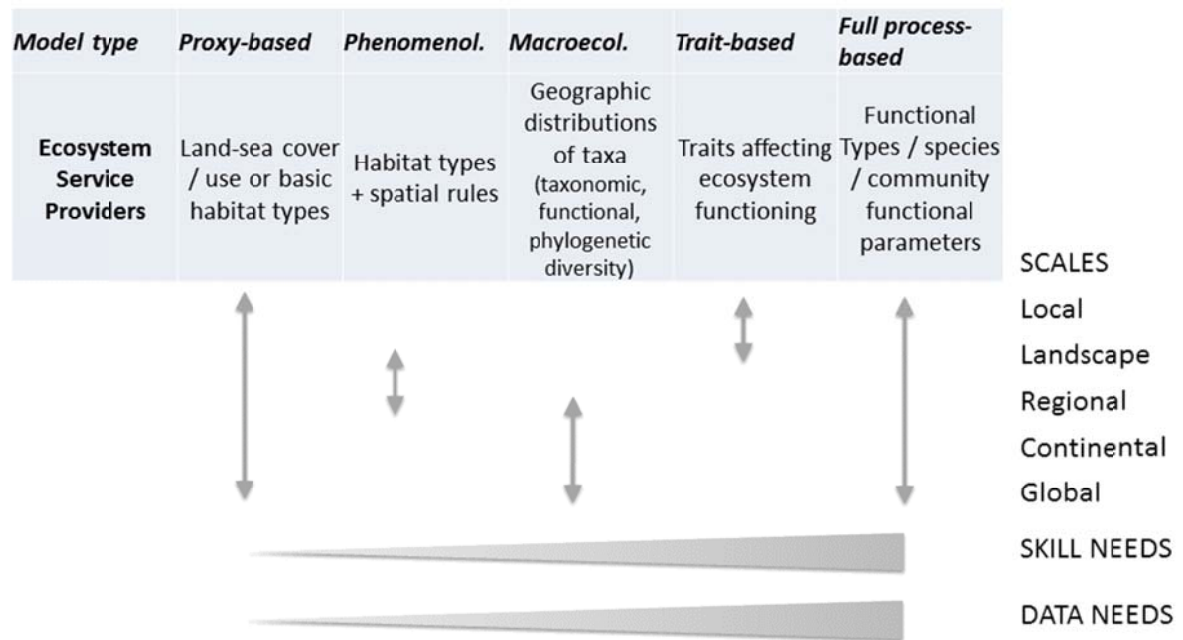 Model type
Proxy-based
Phenomenol.
Macroecol.
Trait-based
Full process-
based
Ecosystem
Service
Providers
Land-sea cover
/ use or basic
habitat types
Habitat types
+ spatial rules
Geographic
distributions
of taxa
(taxonomic,
functional,
phylogenetic
diversity)
Traits affecting
ecosystem
functioning
Functional
Types / species
/ community
functional
parameters
SCALES
Local
Landscape
Regional
Continental
Global
SKILL NEEDS
DATA NEEDS